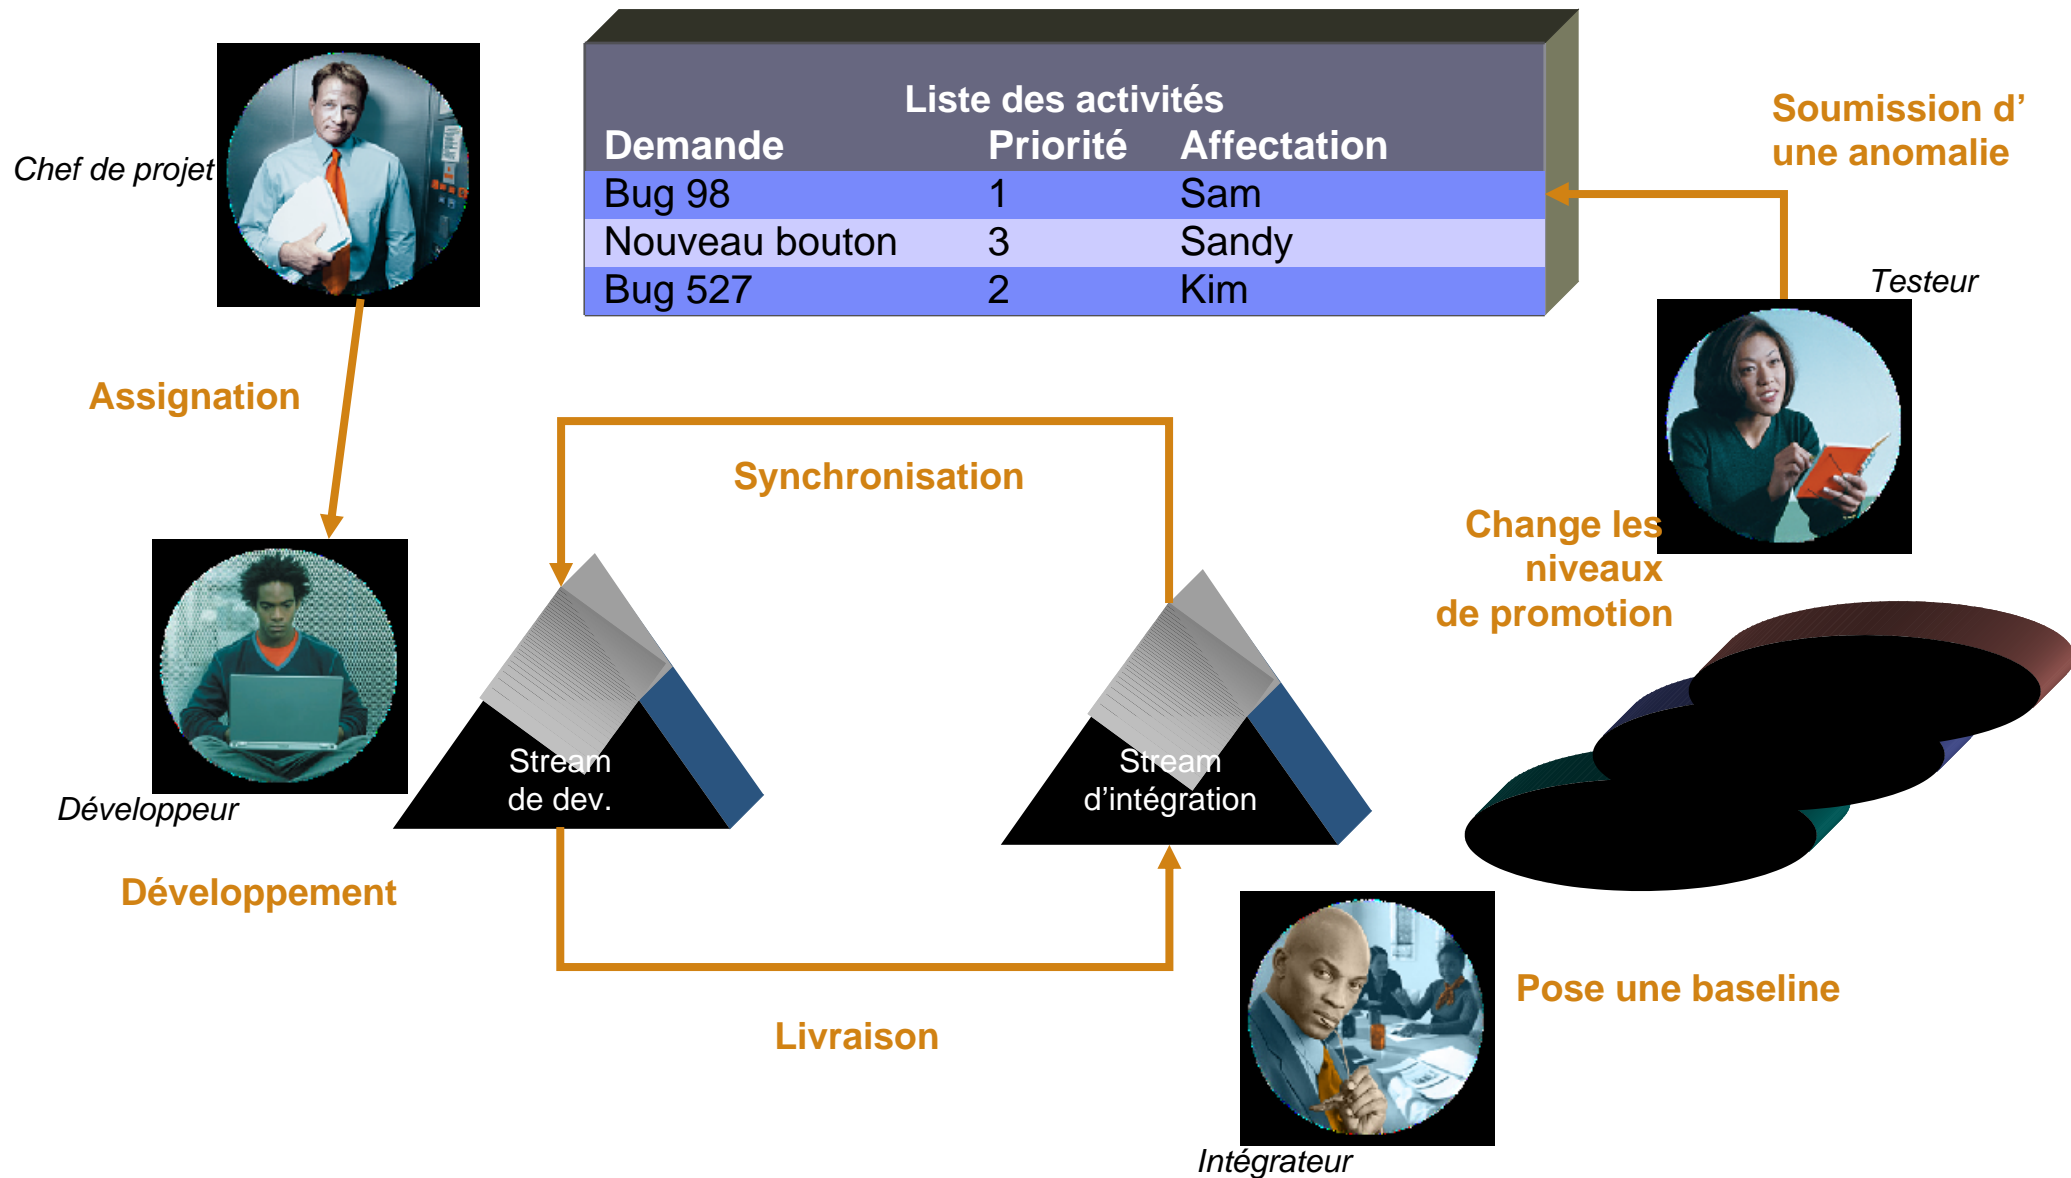 Liste des activités
Demande Priorité Affectation
Bug 98 1 Sam
Nouveau bouton 3 Sandy
Bug 527 2 Kim
Chef de projet
Soumission d’
une anomalie
Testeur
Assignation
Synchronisation
Change les
niveaux
de promotion
Stream
de dev.
Stream
d’intégration
Développeur
Développement
Livraison
Pose une baseline
Intégrateur